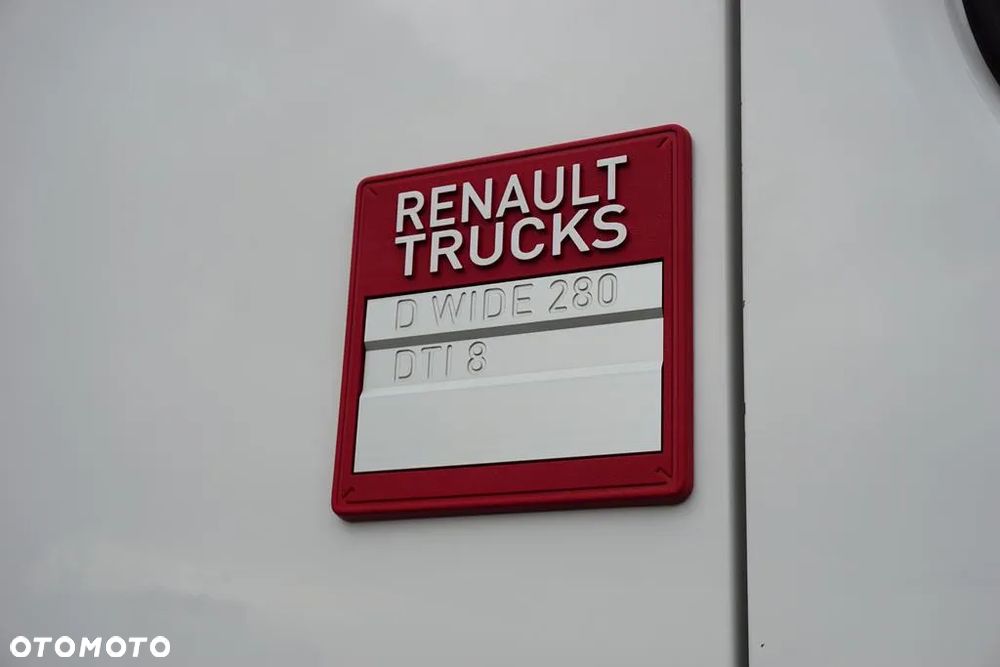 RENAULT
TRUCKS
D WIDE 280
DTI 8
OTOMOTO